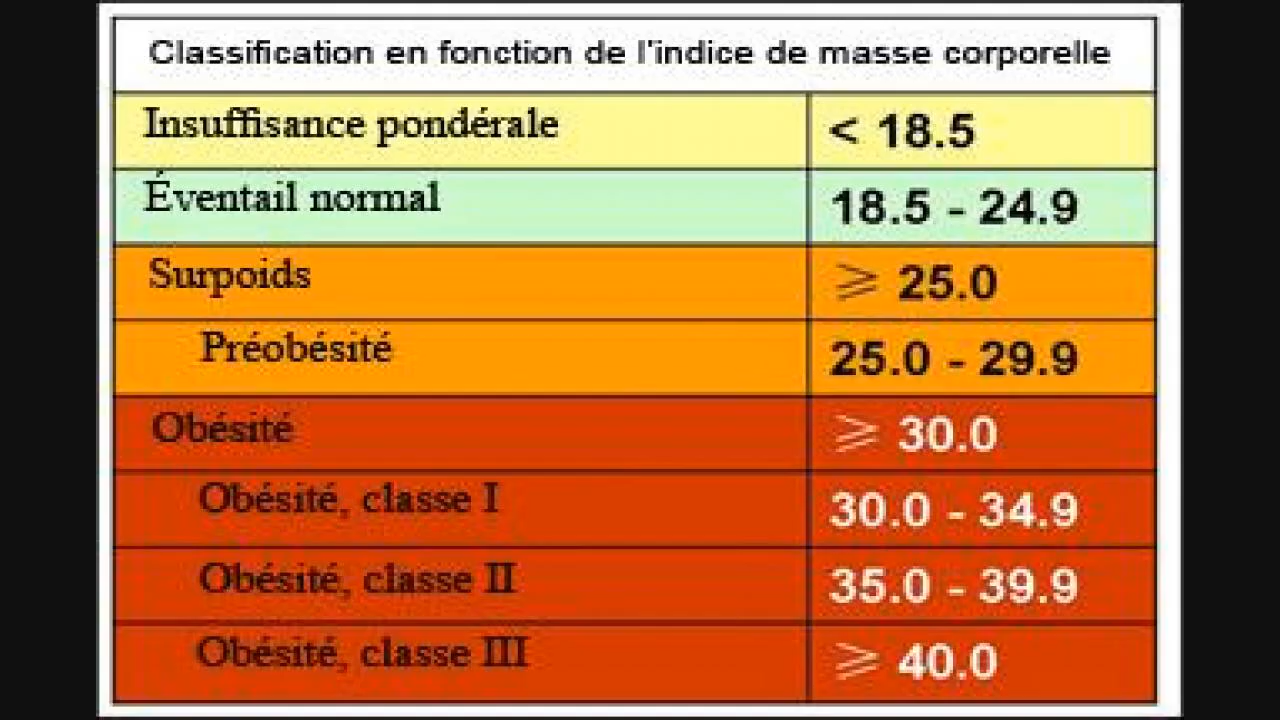 Classification en fonction de l'indice de masse corporelle
Insuffisance pondérale < 18.5
Éventail normal 18.5 - 24.9
Surpoids ⩾ 25.0
Préobésité 25.0 - 29.9
Obésité ⩾ 30.0
Obésité, classe I 30.0 - 34.9
Obésité, classe II 35.0 - 39.9
Obésité, classe III ⩾ 40.0